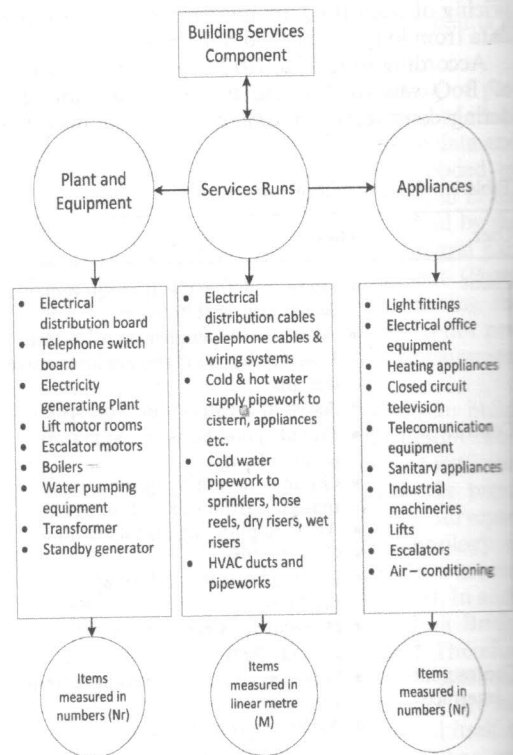 Building Services
Component
Plant and
Equipment
Services Runs
Appliances
• Electrical
distribution board
• Telephone switch
board
• Electricity
generating Plant
• Lift motor rooms
• Escalator motors
• Boilers
• Water pumping
equipment
• Transformer
• Standby generator
• Electrical
distribution cables
• Telephone cables &
wiring systems
• Cold & hot water
supply pipework to
cistern, appliances
etc.
• Cold water
pipework to
sprinklers, hose
reels, dry risers, wet
risers
• HVAC ducts and
pipeworks
• Light fittings
• Electrical office
equipment
• Heating appliances
• Closed circuit
television
• Telecomunication
equipment
• Sanitary appliances
• Industrial
machineries
• Lifts
• Escalators
• Air – conditioning
Items
measured in
numbers (Nr)
Items
measured in
linear metre
(M)
Items
measured in
numbers (Nr)